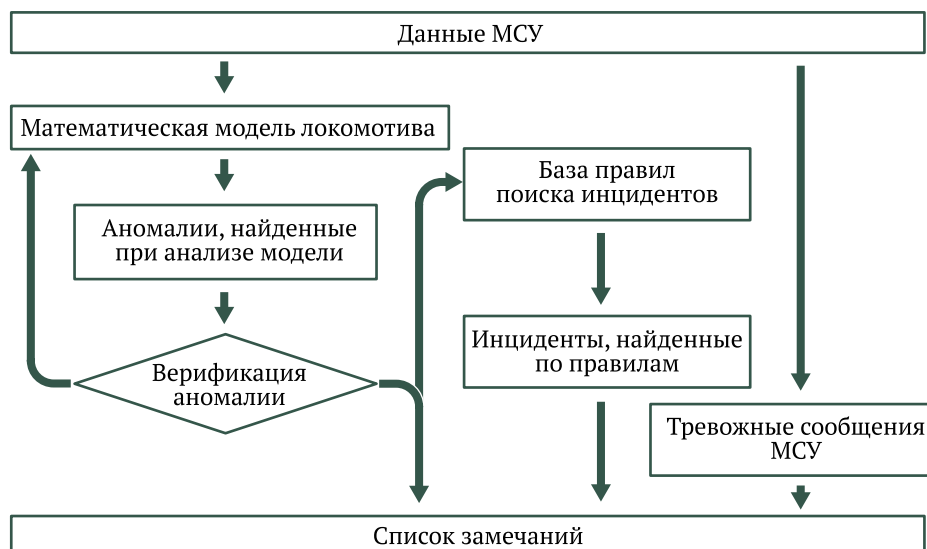 Данные МСУ
Математическая модель локомотива
База правил
поиска инцидентов
Аномалии, найденные
при анализе модели
Инциденты, найденные
по правилам
Верификация
аномалии
Тревожные сообщения
МСУ
Список замечаний